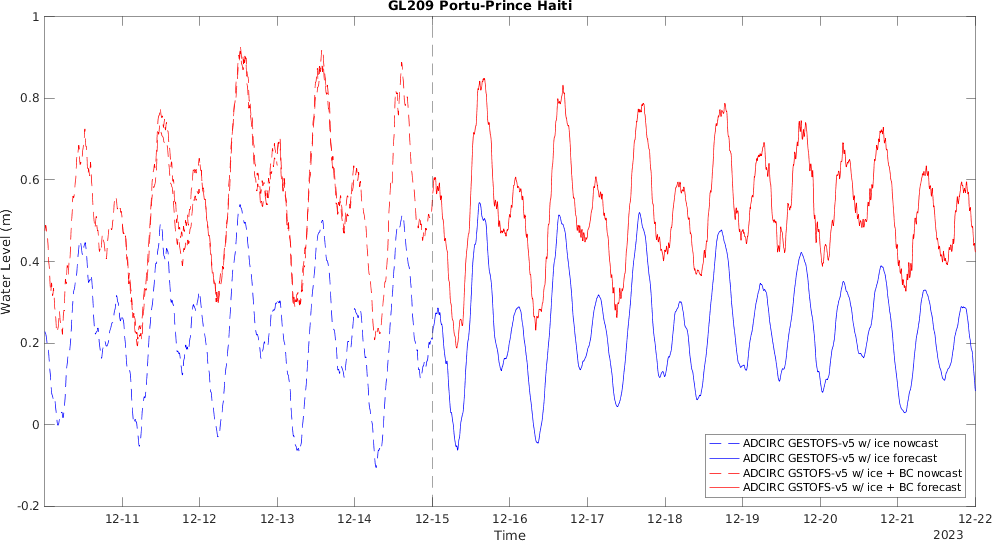 GL209 Portu-Prince Haiti
Water Level (m)
1
0.8
0.6
0.4
0.2
0
-0.2
12-11 12-12 12-13 12-14 12-15 12-16 12-17 12-18 12-19 12-20 12-21 12-22
Time
2023
ADCIRC GESTOFS-v5 w/ ice nowcast
ADCIRC GESTOFS-v5 w/ ice forecast
ADCIRC GSTOFS-v5 w/ ice + BC nowcast
ADCIRC GSTOFS-v5 w/ ice + BC forecast